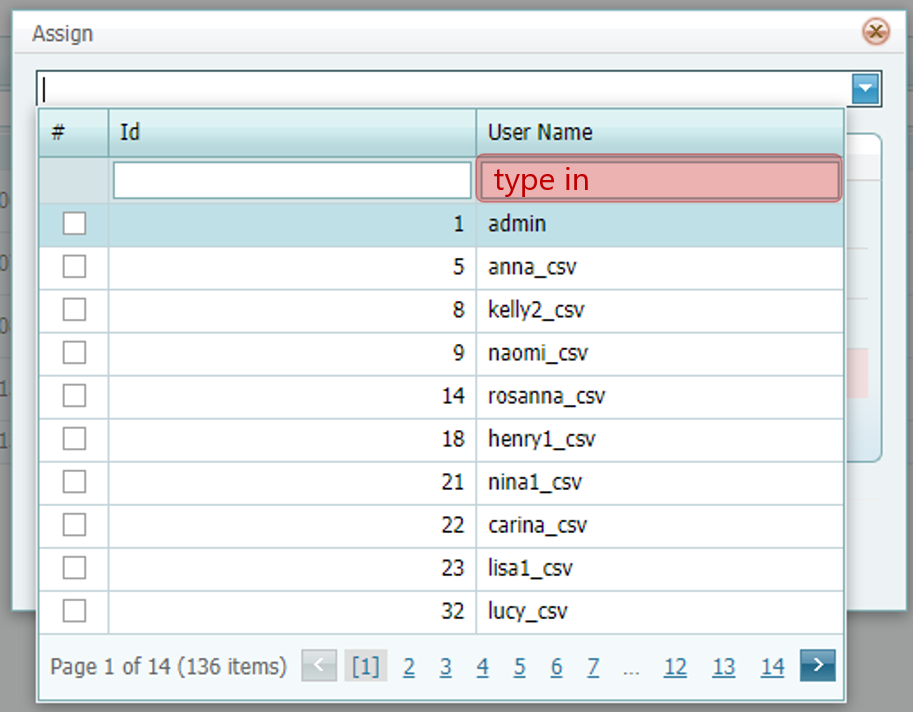 Assign
# Id User Name
type in
1 admin
5 anna_csv
8 kelly2_csv
9 naomi_csv
14 rosanna_csv
18 henry1_csv
21 nina1_csv
22 carina_csv
23 lisa1_csv
32 lucy_csv
Page 1 of 14 (136 items) < [1] 2 3 4 5 6 7 ... 12 13 14 >